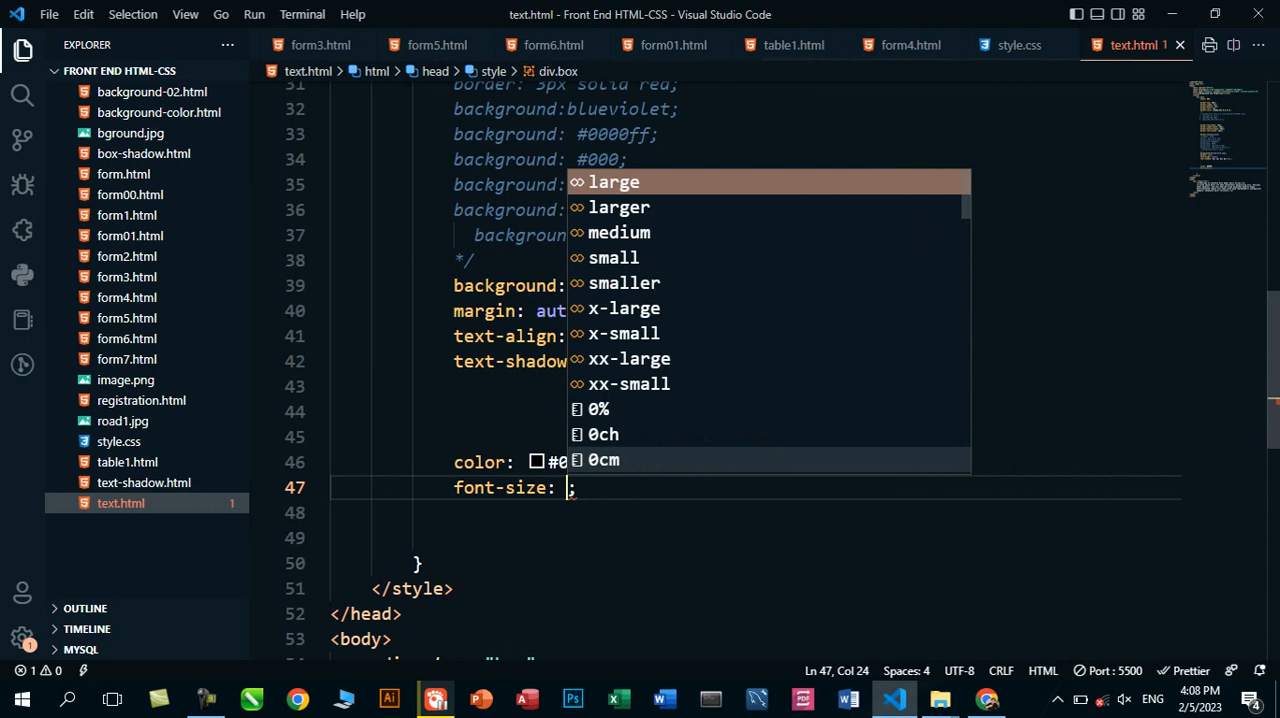 File Edit Selection View Go Run Terminal Help
text.html - Front End HTML-CSS - Visual Studio Code
EXPLORER
form3.html form5.html form6.html form01.html table1.html form4.html style.css text.html 1
FRONT END HTML-CSS
text.html > html > head > style > div.box
background-02.html
background-color.html
bground.jpg
box-shadow.html
form.html
form00.html
form1.html
form01.html
form2.html
form3.html
form4.html
form5.html
form6.html
form7.html
image.png
registration.html
road1.jpg
style.css
table1.html
text-shadow.html
text.html 1
OUTLINE
TIMELINE
MYSQL
31 border: 3px solid red;
32 background:blueviolet;
33 background: #0000ff;
34 background: #000;
35 background:
36 background:
37 backgroun
38 */
39 background:
40 margin: aut
41 text-align:
42 text-shadow
43
44
45
46 color: #0
47 font-size: ;
48
49
50 }
51 </style>
52 </head>
53 <body>
large
larger
medium
small
smaller
x-large
x-small
xx-large
xx-small
0%
0ch
0cm
1 0 Ln 47, Col 24 Spaces: 4 UTF-8 CRLF HTML Port : 5500 Prettier
ENG
4:08 PM
2/5/2023
4